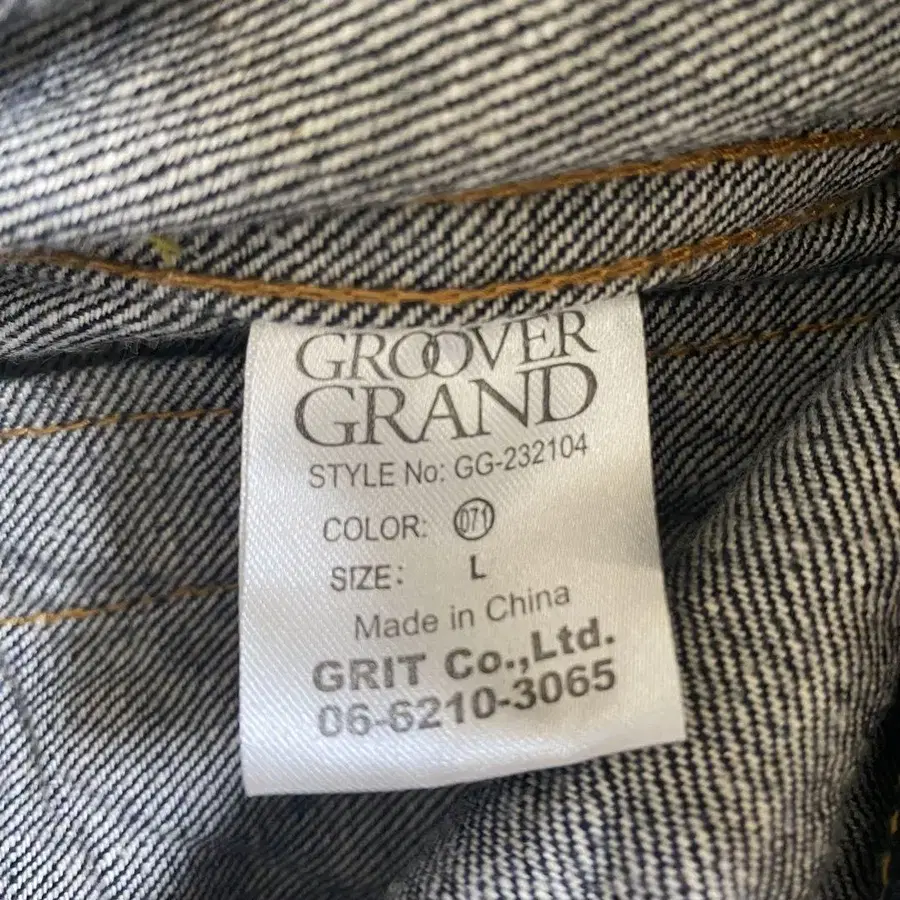 GROOVER
GRAND
STYLE No: GG-232104
COLOR: 071
SIZE: L
Made in China
GRIT Co.,Ltd.
06-6210-3065